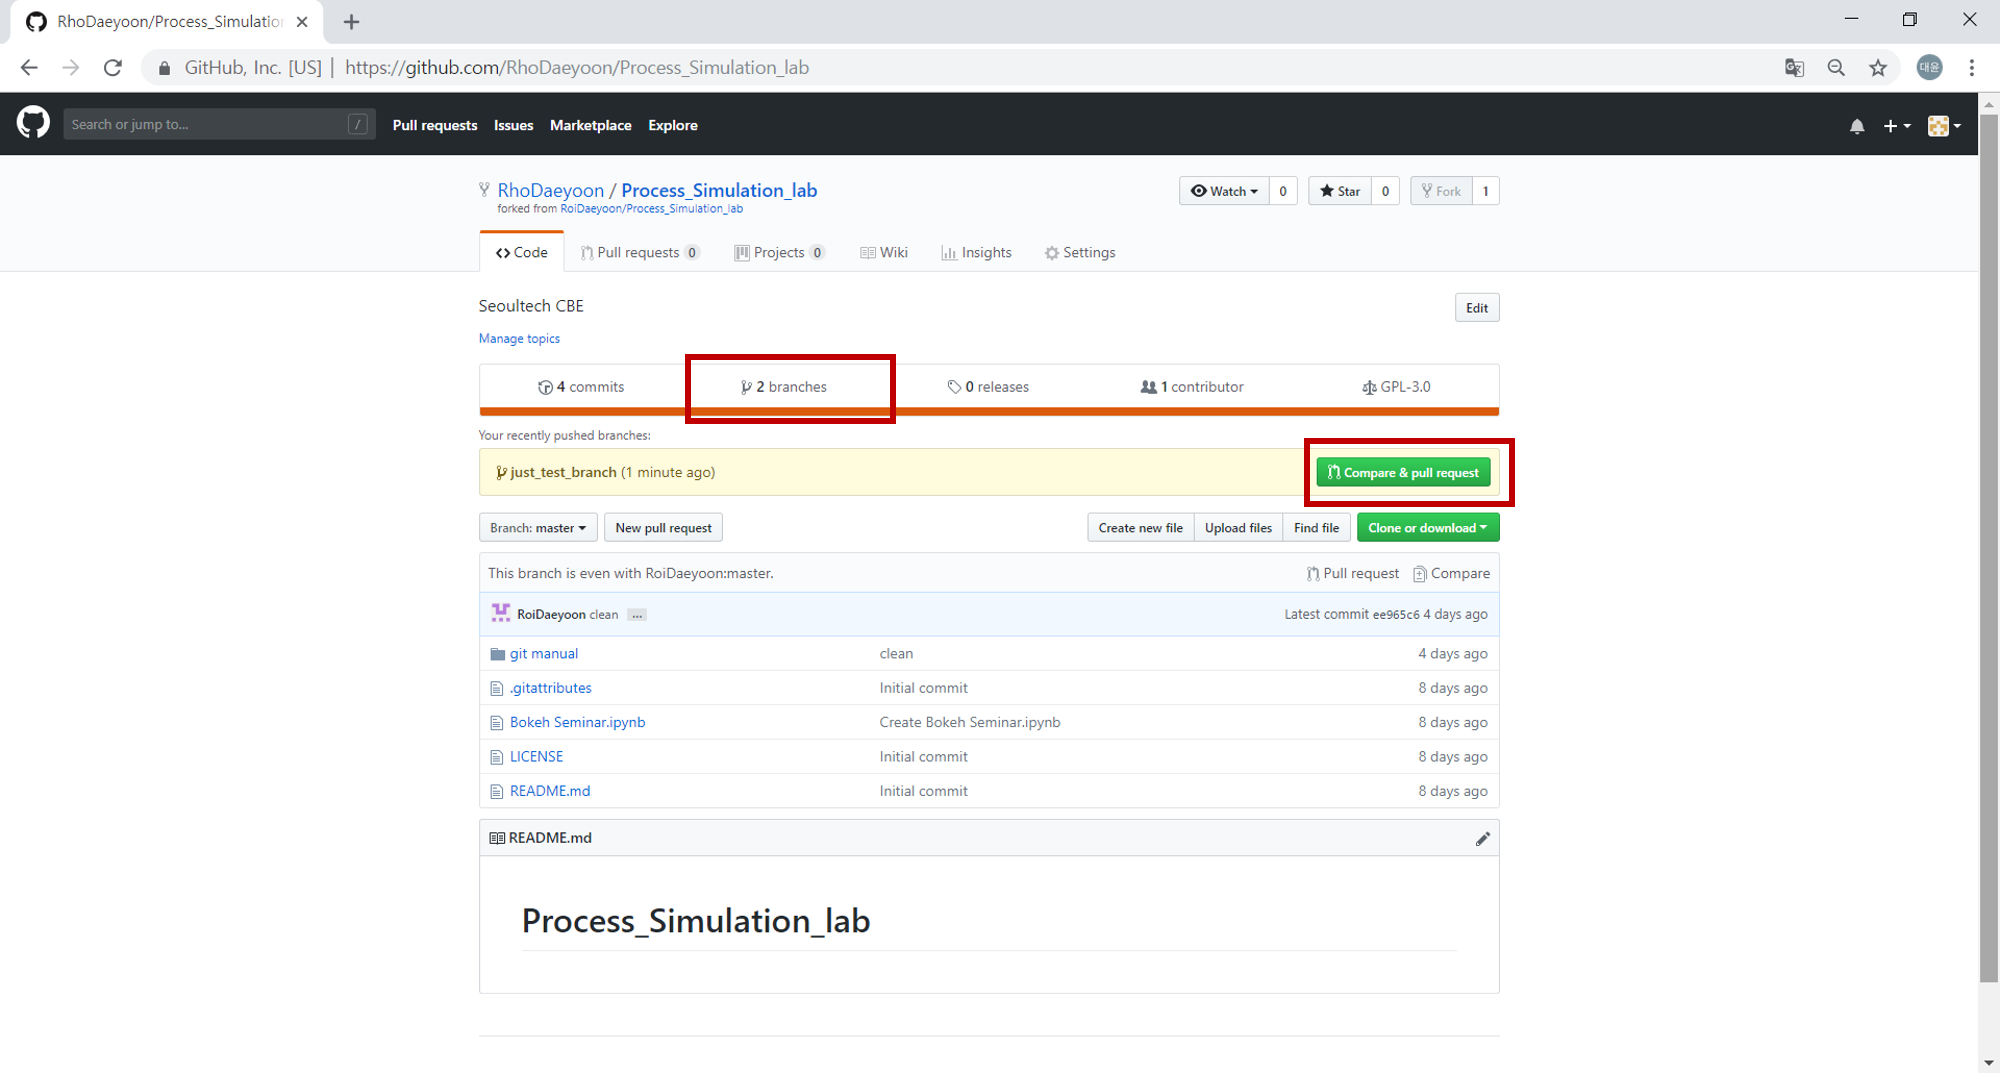 RhoDaeyoon/Process_Simulation
GitHub, Inc. [US] | https://github.com/RhoDaeyoon/Process_Simulation_lab
대윤
Search or jump to... /
Pull requests Issues Marketplace Explore
RhoDaeyoon / Process_Simulation_lab
Watch 0 Star 0 Fork 1
forked from RoiDaeyoon/Process_Simulation_lab
Code Pull requests 0 Projects 0 Wiki Insights Settings
Seoultech CBE
Edit
Manage topics
4 commits 2 branches 0 releases 1 contributor GPL-3.0
Your recently pushed branches:
just_test_branch (1 minute ago) Compare & pull request
Branch: master New pull request Create new file Upload files Find file Clone or download
This branch is even with RoiDaeyoon:master. Pull request Compare
RoiDaeyoon clean ... Latest commit ee965c6 4 days ago
git manual clean 4 days ago
.gitattributes Initial commit 8 days ago
Bokeh Seminar.ipynb Create Bokeh Seminar.ipynb 8 days ago
LICENSE Initial commit 8 days ago
README.md Initial commit 8 days ago
README.md
Process_Simulation_lab